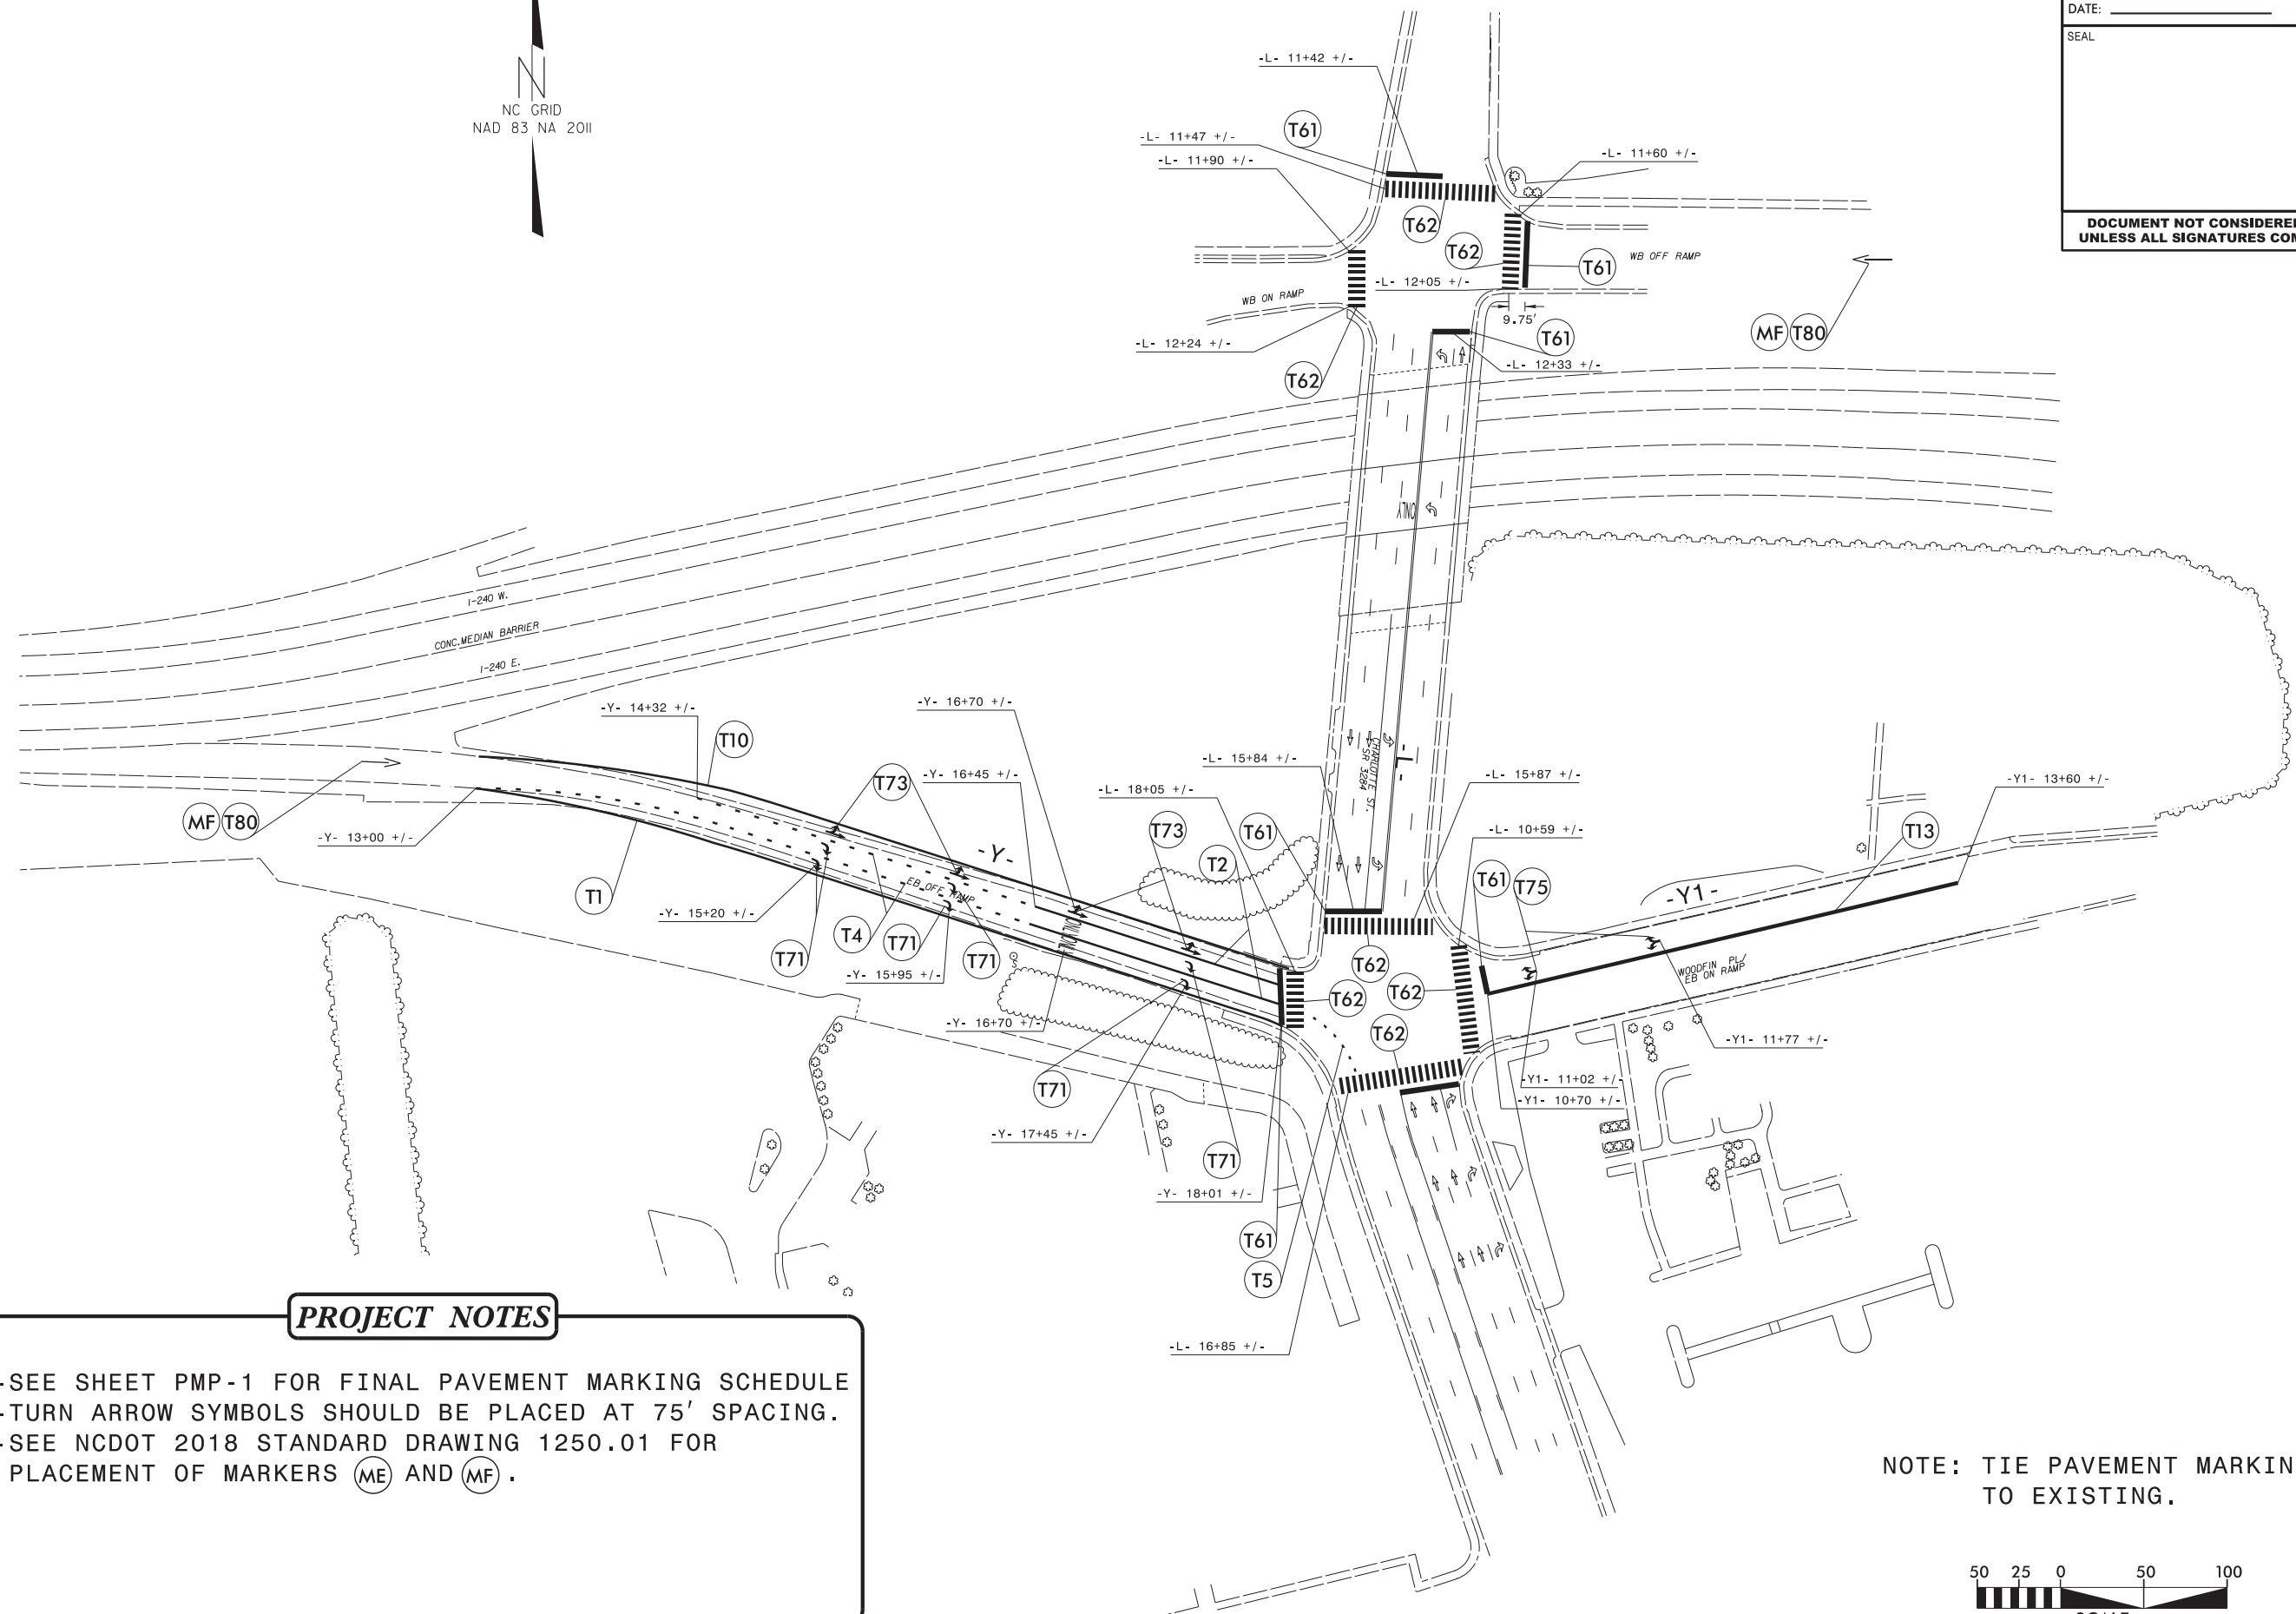 DATE:
SEAL
DOCUMENT NOT CONSIDERE
UNLESS ALL SIGNATURES COM
N
NC GRID
NAD 83 NA 2011
-L- 11+42 +/-
T61
-L- 11+47 +/-
-L- 11+90 +/-
-L- 11+60 +/-
T62
T62
T61
WB OFF RAMP
-L- 12+05 +/-
WB ON RAMP
9.75'
MF T80
T61
-L- 12+24 +/-
-L- 12+33 +/-
T62
ONLY
I-240 W.
CONC.MEDIAN BARRIER
I-240 E.
-Y- 14+32 +/-
-Y- 16+70 +/-
T10
T73
-Y- 16+45 +/-
-L- 15+84 +/-
CHARLOTTE ST.
SR 3284
-L-
-L- 15+87 +/-
-Y1- 13+60 +/-
-L- 18+05 +/-
MF T80
-Y- 13+00 +/-
T73
T61
-L- 10+59 +/-
T13
-Y-
T2
T61
T75
-Y1-
T1
EB OFF RAMP
-Y- 15+20 +/-
T4
T71
T71
T71
-Y- 15+95 +/-
T62
T62
T62
WOODFIN PL/
EB ON RAMP
-Y- 16+70 +/-
T62
-Y1- 11+77 +/-
T71
-Y1- 11+02 +/-
-Y1- 10+70 +/-
-Y- 17+45 +/-
T71
-Y- 18+01 +/-
T61
T5
-L- 16+85 +/-
PROJECT NOTES
-SEE SHEET PMP-1 FOR FINAL PAVEMENT MARKING SCHEDULE
-TURN ARROW SYMBOLS SHOULD BE PLACED AT 75' SPACING.
-SEE NCDOT 2018 STANDARD DRAWING 1250.01 FOR
PLACEMENT OF MARKERS ME AND MF .
NOTE: TIE PAVEMENT MARKIN
TO EXISTING.
50 25 0 50 100